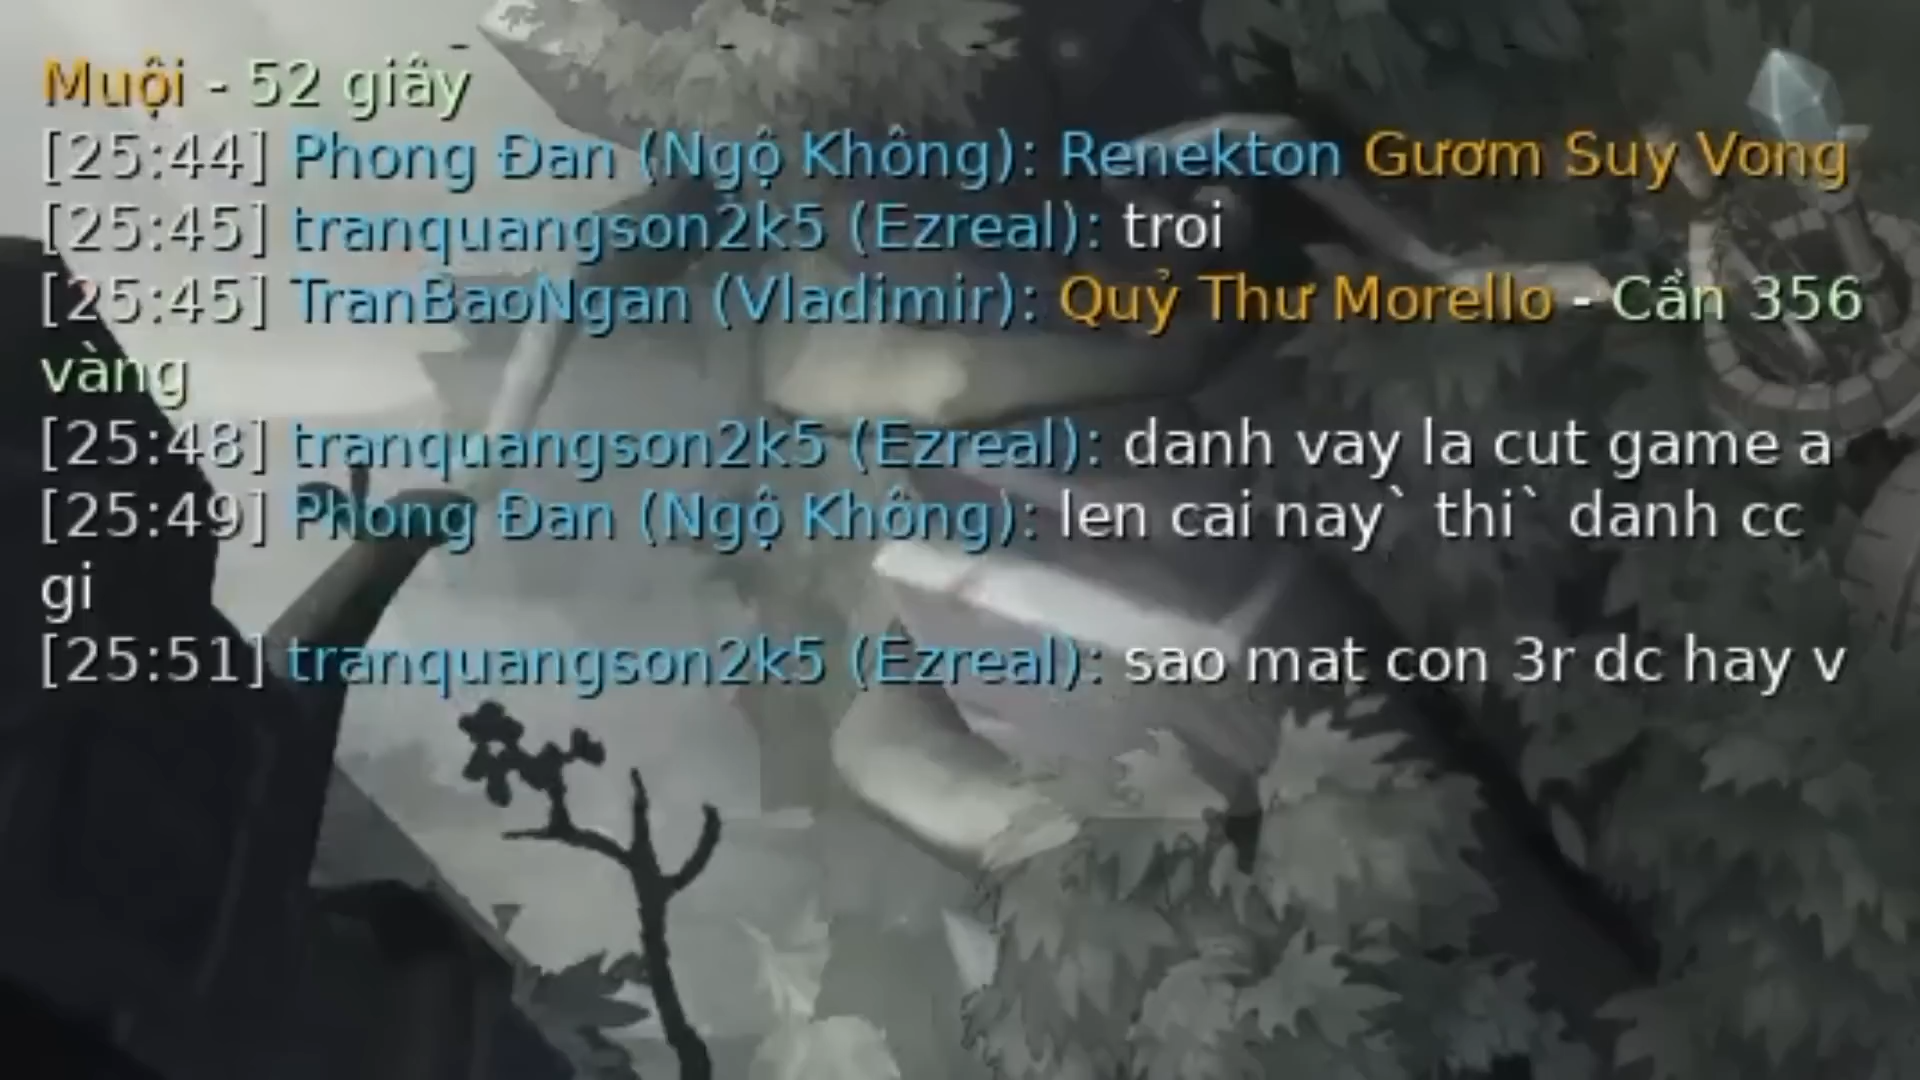 Muội - 52 giây
[25:44] Phong Đan (Ngộ Không): Renekton Gươm Suy Vong
[25:45] tranquangson2k5 (Ezreal): troi
[25:45] TranBaoNgan (Vladimir): Quỷ Thư Morello - Cần 356
vàng
[25:48] tranquangson2k5 (Ezreal): danh vay la cut game a
[25:49] Phong Đan (Ngộ Không): len cai nay` thi` danh cc
gi
[25:51] tranquangson2k5 (Ezreal): sao mat con 3r dc hay v